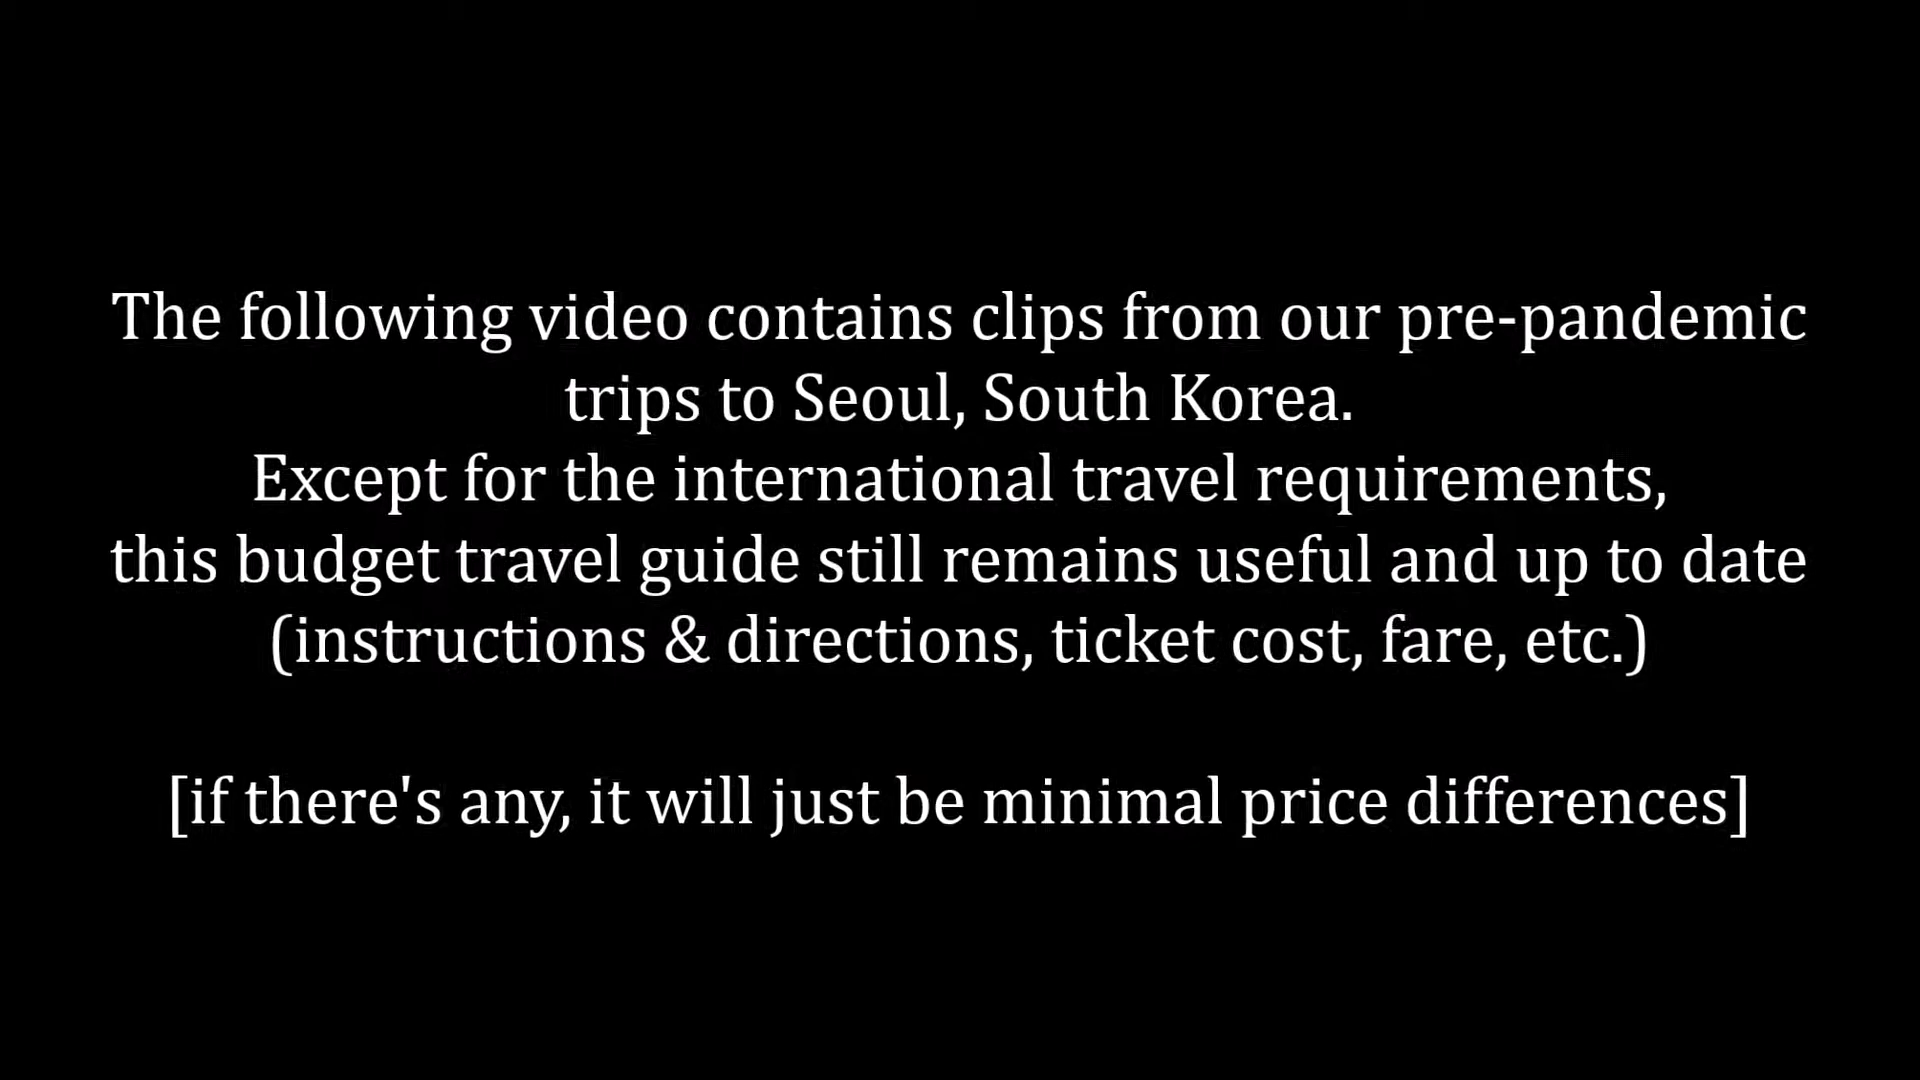 The following video contains clips from our pre-pandemic
trips to Seoul, South Korea.
Except for the international travel requirements,
this budget travel guide still remains useful and up to date
(instructions & directions, ticket cost, fare, etc.)
[if there's any, it will just be minimal price differences]